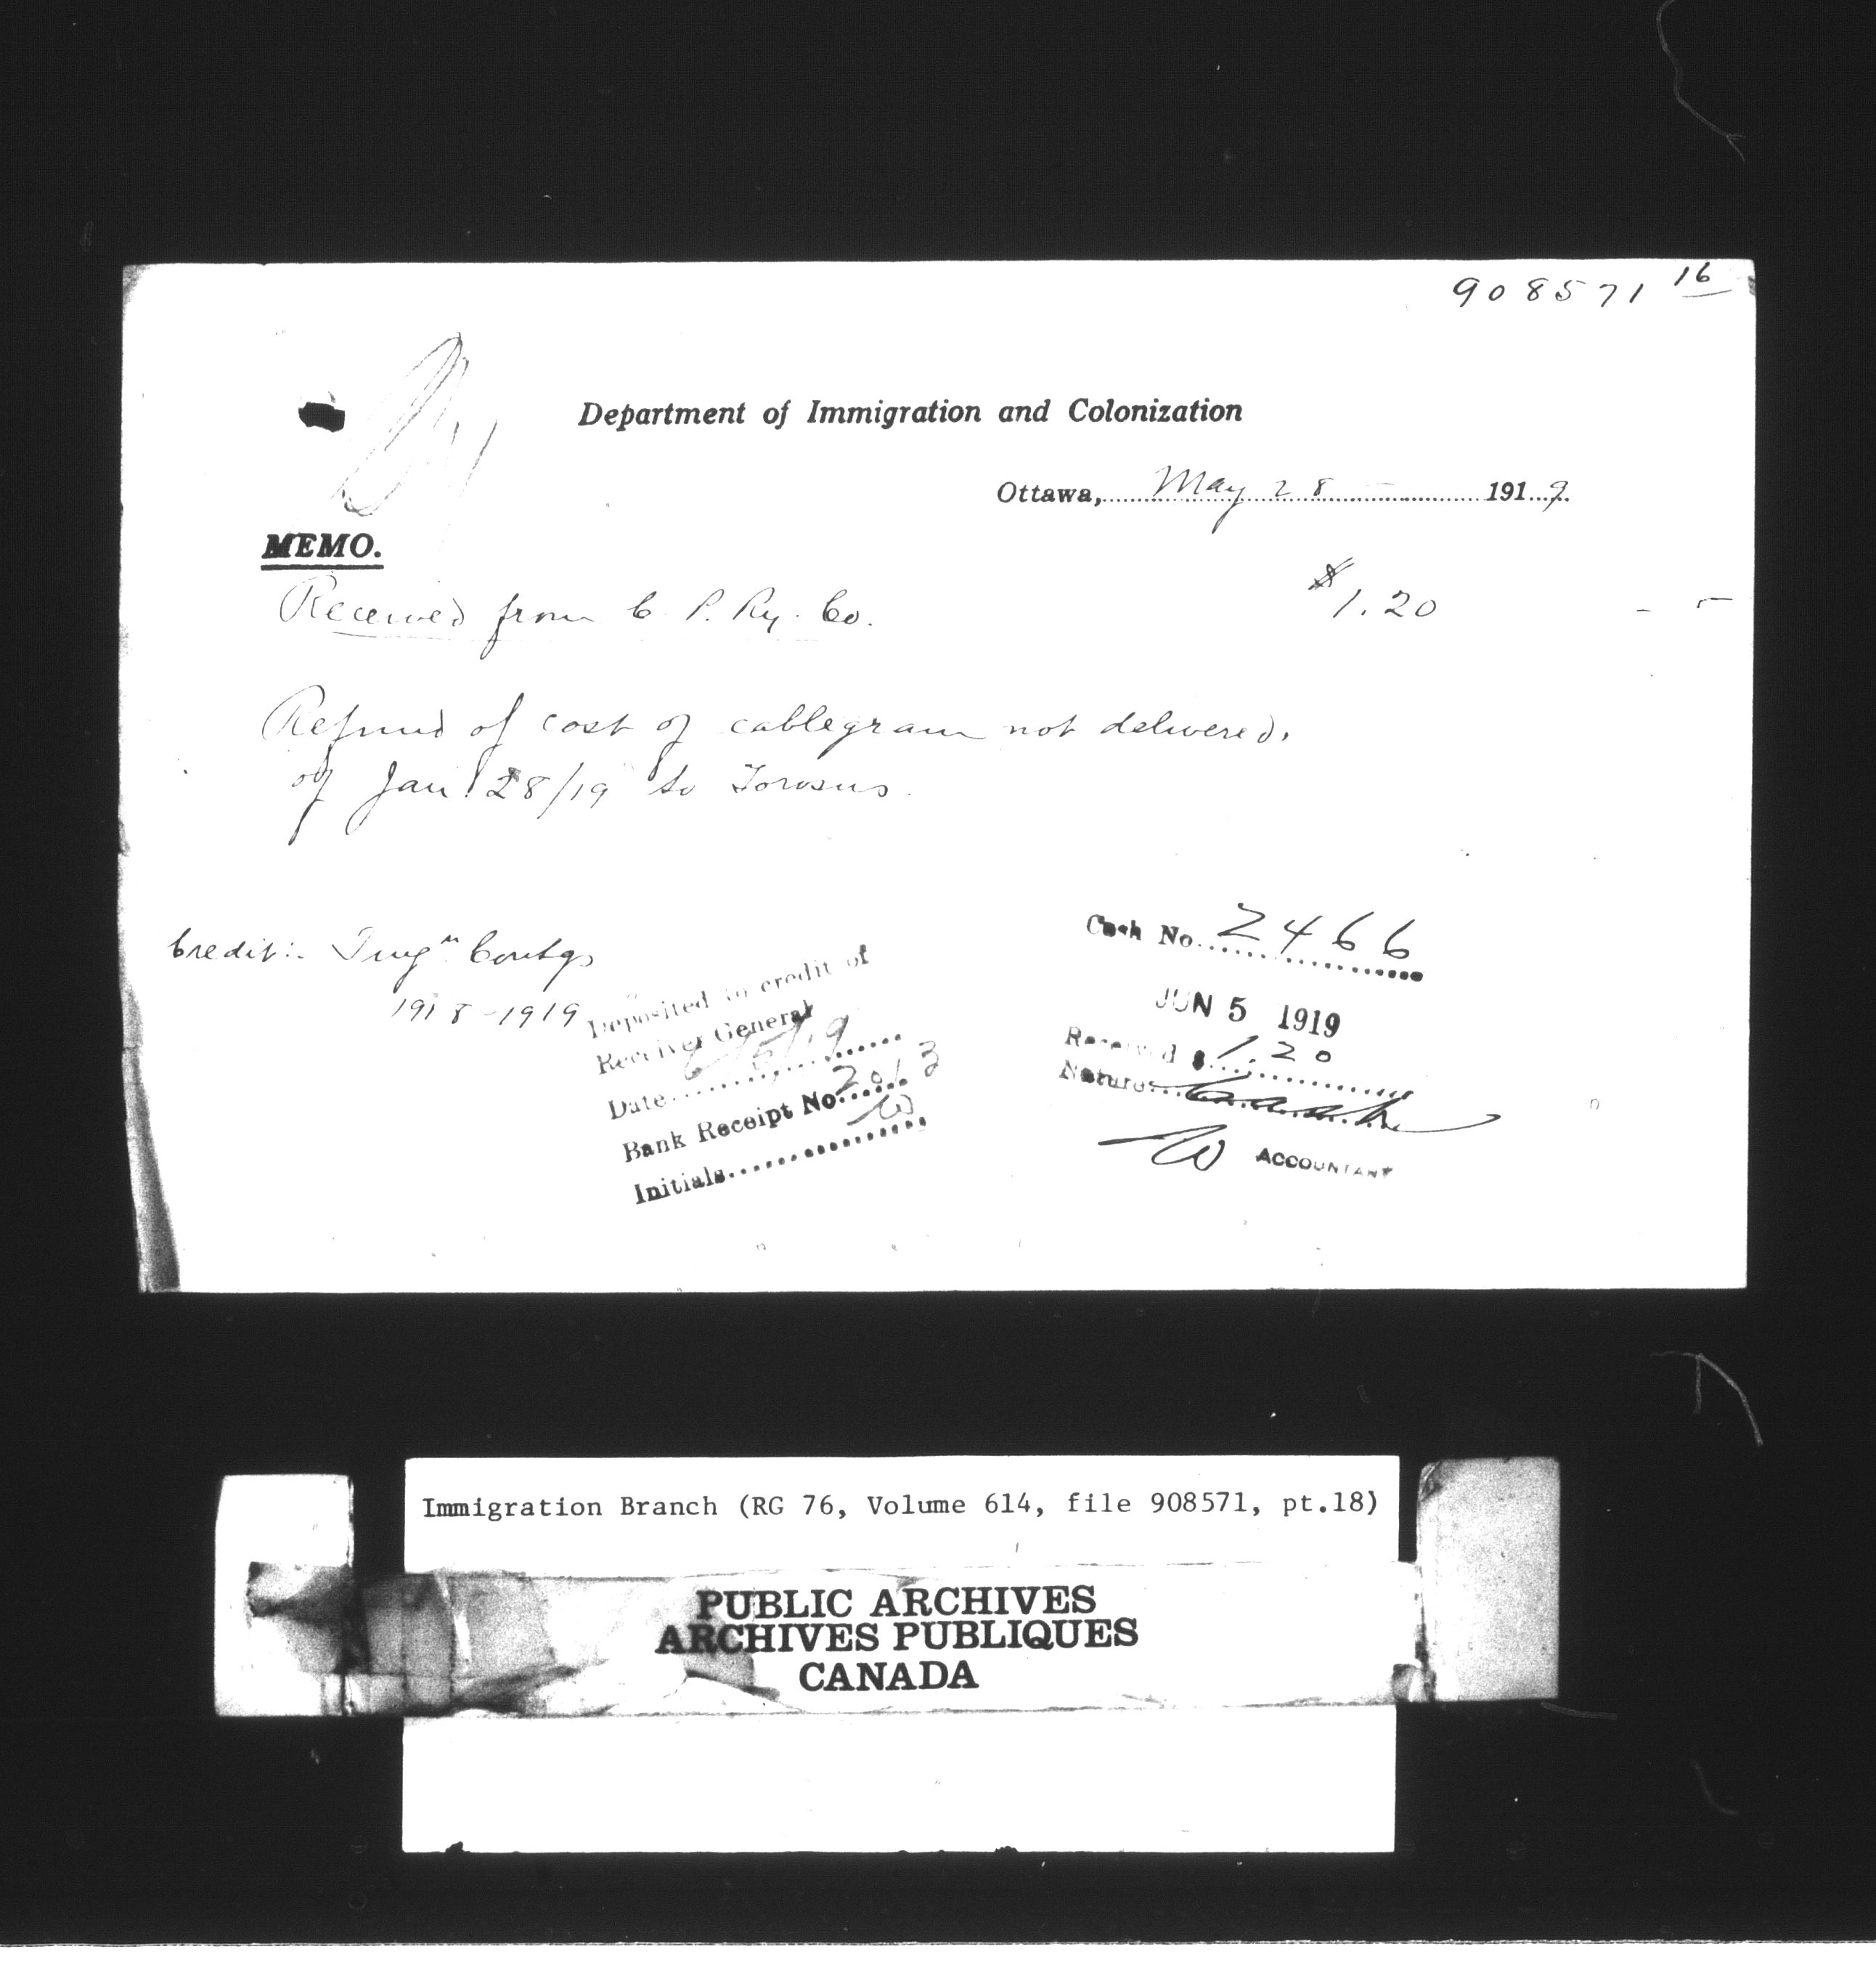 908571 16
Department of Immigration and Colonization
Ottawa, May 28 1919.
MEMO.
Received from C. P. Ry. Co. $1.20
Refund of cost of cablegram not delivered,
of Jan 28/19 to
Credit:- Imgn Contgs
1918-1919
Deposited to credit of
Receiver General
Date 6/5/19
Bank Receipt No. 2013
Initials W
Cash No. 2466
JUN 5 1919
Received $1.20
Nature
W ACCOUNTANT
Immigration Branch (RG 76, Volume 614, file 908571, pt.18)
PUBLIC ARCHIVES
ARCHIVES PUBLIQUES
CANADA